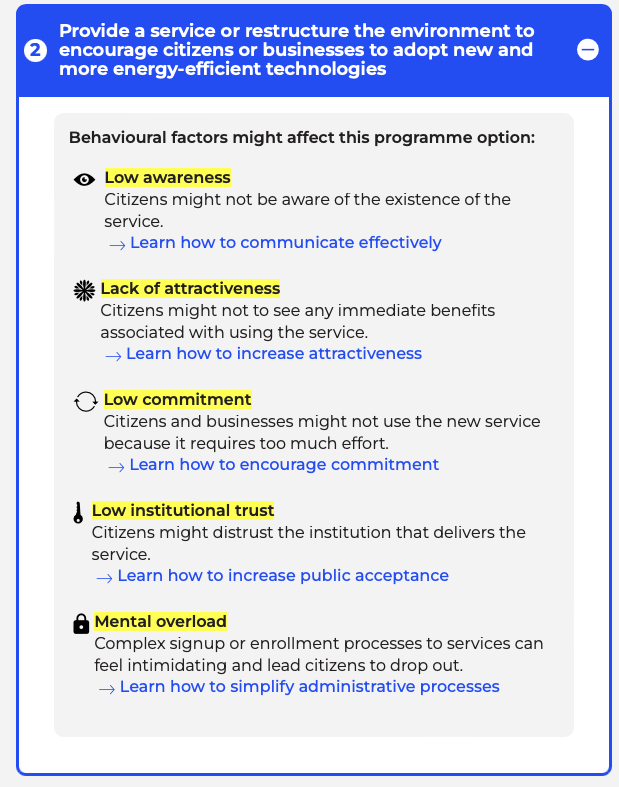 2
Provide a service or restructure the environment to
encourage citizens or businesses to adopt new and
more energy-efficient technologies
Behavioural factors might affect this programme option:
Low awareness
Citizens might not be aware of the existence of the
service.
→ Learn how to communicate effectively
Lack of attractiveness
Citizens might not to see any immediate benefits
associated with using the service.
→ Learn how to increase attractiveness
Low commitment
Citizens and businesses might not use the new service
because it requires too much effort.
→ Learn how to encourage commitment
Low institutional trust
Citizens might distrust the institution that delivers the
service.
→ Learn how to increase public acceptance
Mental overload
Complex signup or enrollment processes to services can
feel intimidating and lead citizens to drop out.
→ Learn how to simplify administrative processes